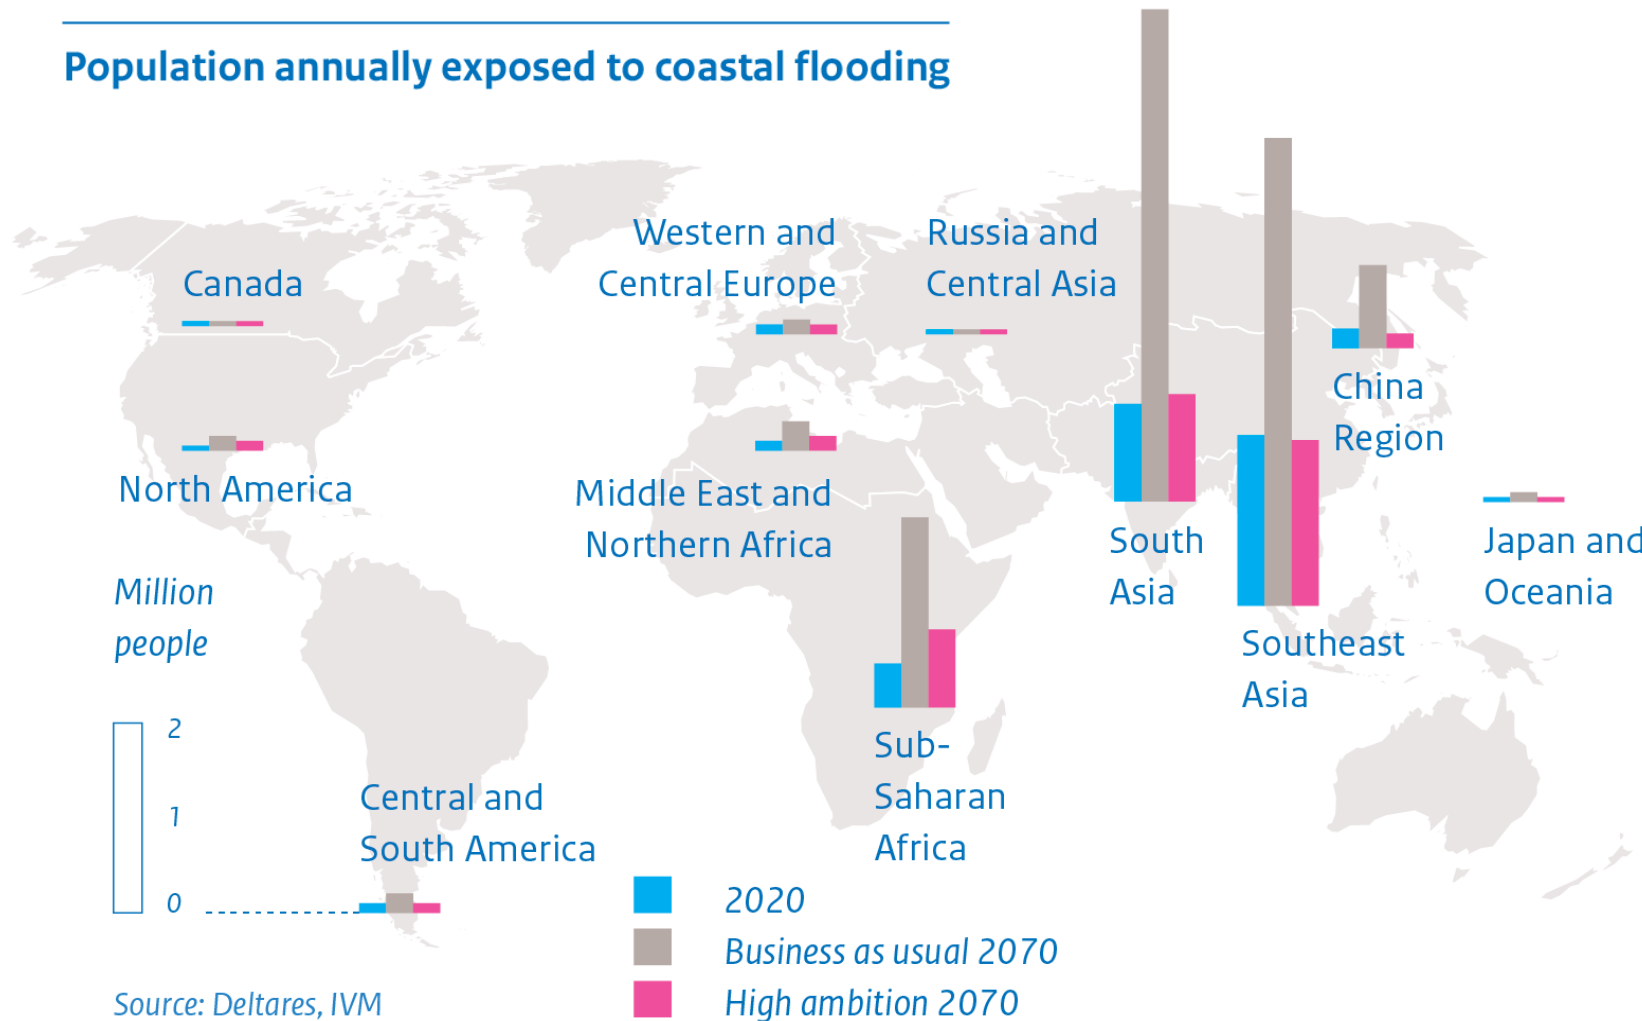 Population annually exposed to coastal flooding
Western and
Central Europe
Russia and
Central Asia
Canada
China
Region
North America
Middle East and
Northern Africa
South
Asia
Japan and
Oceania
Million
people
Southeast
Asia
2
1
0
Sub-
Saharan
Africa
Central and
South America
2020
Business as usual 2070
High ambition 2070
Source: Deltares, IVM